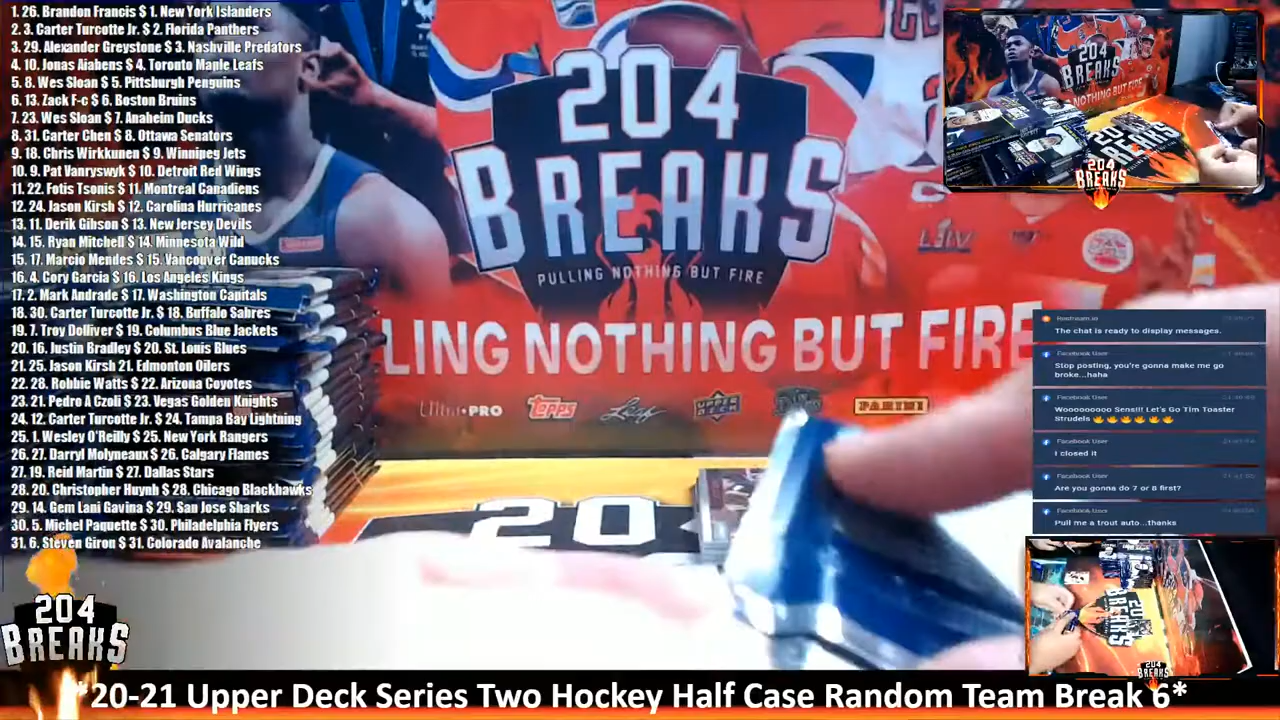 1. 26. Brandon Francis $ 1. New York Islanders
2. 3. Carter Turcotte Jr. $ 2. Florida Panthers
3. 29. Alexander Greystone $ 3. Nashville Predators
4. 10. Jonas Aiabens $ 4. Toronto Maple Leafs
5. 8. Wes Sloan $ 5. Pittsburgh Penguins
6. 13. Zack F-c $ 6. Boston Bruins
7. 23. Wes Sloan $ 7. Anaheim Ducks
8. 31. Carter Chen $ 8. Ottawa Senators
9. 18. Chris Wirkkunen $ 9. Winnipeg Jets
10. 9. Pat Vanryswyk $ 10. Detroit Red Wings
11. 22. Fotis Tsonis $ 11. Montreal Canadiens
12. 24. Jason Kirsh $ 12. Carolina Hurricanes
13. 11. Derik Gibson $ 13. New Jersey Devils
14. 15. Ryan Mitchell $ 14. Minnesota Wild
15. 17. Marcio Mendes $ 15. Vancouver Canucks
16. 4. Cory Garcia $ 16. Los Angeles Kings
17. 2. Mark Andrade $ 17. Washington Capitals
18. 30. Carter Turcotte Jr. $ 18. Buffalo Sabres
19. 7. Troy Dolliver $ 19. Columbus Blue Jackets
20. 16. Justin Bradley $ 20. St. Louis Blues
21. 25. Jason Kirsh 21. Edmonton Oilers
22. 28. Robbie Watts $ 22. Arizona Coyotes
23. 21. Pedro A Czoli $ 23. Vegas Golden Knights
24. 12. Carter Turcotte Jr. $ 24. Tampa Bay Lightning
25. 1. Wesley O'Reilly $ 25. New York Rangers
26. 27. Darryl Molyneaux $ 26. Calgary Flames
27. 19. Reid Martin $ 27. Dallas Stars
28. 20. Christopher Huynh $ 28. Chicago Blackhawks
29. 14. Gem Lani Gavina $ 29. San Jose Sharks
30. 5. Michel Paquette $ 30. Philadelphia Flyers
31. 6. Steven Giron $ 31. Colorado Avalanche
204
BREAKS
PULLING NOTHING BUT FIRE
LING NOTHING BUT FIRE
LIV
Ultra PRO
Topps
Leaf
UPPER DECK
PANINI
20
204
BREAKS
NOTHING BUT FIRE
204
BREAKS
Restream.io
The chat is ready to display messages.
Facebook User
Stop posting, you're gonna make me go
broke...haha
Facebook User
Wooooooooo Sens!!! Let's Go Tim Toaster
Strudels 🔥🔥🔥🔥🔥🔥
Facebook User
I closed it
Facebook User
Are you gonna do 7 or 8 first?
Facebook User
Pull me a trout auto...thanks
204
BREAKS
BREAKS
204
BREAKS
*20-21 Upper Deck Series Two Hockey Half Case Random Team Break 6*